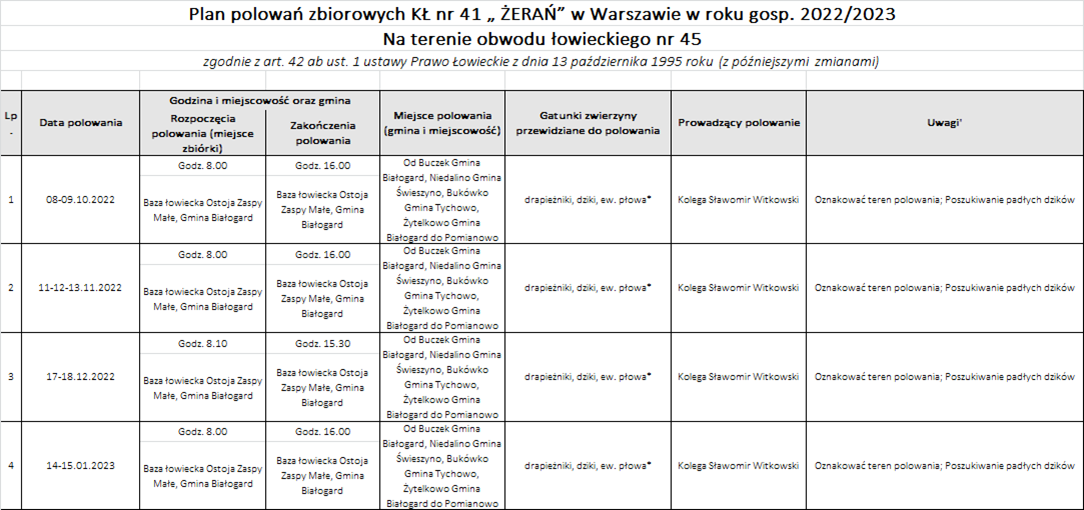 Plan polowań zbiorowych KŁ nr 41 „ ŻERAŃ” w Warszawie w roku gosp. 2022/2023
Na terenie obwodu łowieckiego nr 45
zgodnie z art. 42 ab ust. 1 ustawy Prawo Łowieckie z dnia 13 października 1995 roku (z późniejszymi zmianami)
Lp
.
Data polowania
Godzina i miejscowość oraz gmina
Rozpoczęcia
polowania (miejsce
zbiórki)
Zakończenia
polowania
Miejsce polowania
(gmina i miejscowość)
Gatunki zwierzyny
przewidziane do polowania
Prowadzący polowanie
Uwagi'
1
08-09.10.2022
Godz. 8.00
Baza łowiecka Ostoja Zaspy
Małe, Gmina Białogard
Godz. 16.00
Baza łowiecka Ostoja
Zaspy Małe, Gmina
Białogard
Od Buczek Gmina
Białogard, Niedalino Gmina
Świeszyno, Bukówko
Gmina Tychowo,
Żytelkowo Gmina
Białogard do Pomianowo
drapieżniki, dziki, ew. płowa*
Kolega Sławomir Witkowski
Oznakować teren polowania; Poszukiwanie padłych dzików
2
11-12-13.11.2022
Godz. 8.00
Baza łowiecka Ostoja Zaspy
Małe, Gmina Białogard
Godz. 16.00
Baza łowiecka Ostoja
Zaspy Małe, Gmina
Białogard
Od Buczek Gmina
Białogard, Niedalino Gmina
Świeszyno, Bukówko
Gmina Tychowo,
Żytelkowo Gmina
Białogard do Pomianowo
drapieżniki, dziki, ew. płowa*
Kolega Sławomir Witkowski
Oznakować teren polowania; Poszukiwanie padłych dzików
3
17-18.12.2022
Godz. 8.10
Baza łowiecka Ostoja Zaspy
Małe, Gmina Białogard
Godz. 15.30
Baza łowiecka Ostoja
Zaspy Małe, Gmina
Białogard
Od Buczek Gmina
Białogard, Niedalino Gmina
Świeszyno, Bukówko
Gmina Tychowo,
Żytelkowo Gmina
Białogard do Pomianowo
drapieżniki, dziki, ew. płowa*
Kolega Sławomir Witkowski
Oznakować teren polowania; Poszukiwanie padłych dzików
4
14-15.01.2023
Godz. 8.00
Baza łowiecka Ostoja Zaspy
Małe, Gmina Białogard
Godz. 16.00
Baza łowiecka Ostoja
Zaspy Małe, Gmina
Białogard
Od Buczek Gmina
Białogard, Niedalino Gmina
Świeszyno, Bukówko
Gmina Tychowo,
Żytelkowo Gmina
Białogard do Pomianowo
drapieżniki, dziki, ew. płowa*
Kolega Sławomir Witkowski
Oznakować teren polowania; Poszukiwanie padłych dzików